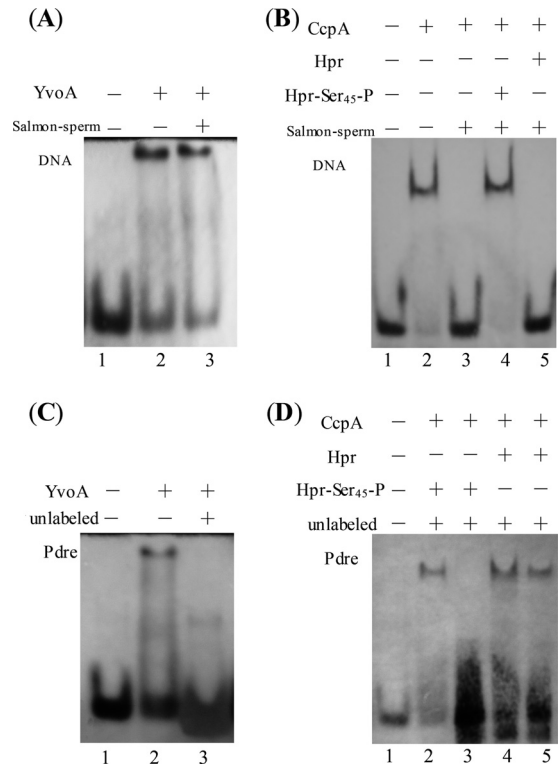 (A)
YvoA − + +
Salmon-sperm − − +
DNA
1 2 3
(B)
CcpA − + + + +
Hpr − − − − +
Hpr-Ser₄₅-P − − − + −
Salmon-sperm − − + + +
DNA
1 2 3 4 5
(C)
YvoA − + +
unlabeled − − +
Pdre
1 2 3
(D)
CcpA − + + + +
Hpr − − − + +
Hpr-Ser₄₅-P − + + − −
unlabeled − + + + +
Pdre
1 2 3 4 5